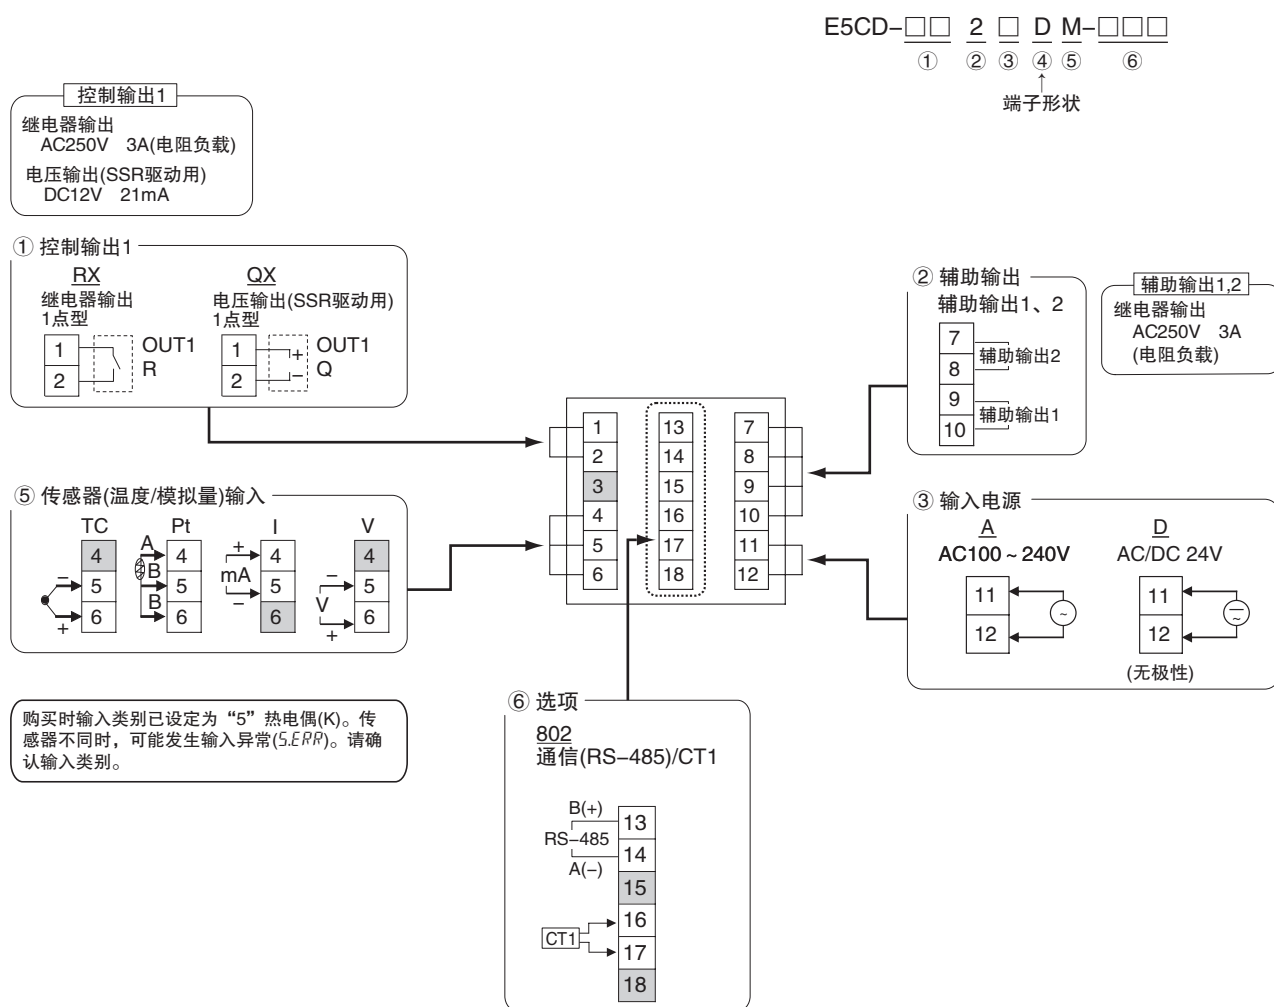 E5CD-□□ 2 □ D M-□□□
① ② ③ ④ ⑤ ⑥
端子形状
控制输出1
继电器输出
AC250V 3A(电阻负载)
电压输出(SSR驱动用)
DC12V 21mA
① 控制输出1
RX
继电器输出
1点型
1
2
OUT1
R
QX
电压输出(SSR驱动用)
1点型
1
2
+
−
OUT1
Q
② 辅助输出
辅助输出1、2
7
8
9
10
辅助输出2
辅助输出1
辅助输出1,2
继电器输出
AC250V 3A
(电阻负载)
1
2
3
4
5
6
13
14
15
16
17
18
7
8
9
10
11
12
⑤ 传感器(温度/模拟量)输入
TC
4
5
6
−
+
Pt
A
B
B
4
5
6
I
+
mA
−
4
5
6
V
−
V
+
4
5
6
③ 输入电源
A
AC100 ~ 240V
11
12
~
D
AC/DC 24V
11
12
~
(无极性)
购买时输入类别已设定为“5”热电偶(K)。传
感器不同时，可能发生输入异常(S.ERR)。请确
认输入类别。
⑥ 选项
802
通信(RS−485)/CT1
B(+)
RS−485
A(−)
CT1
13
14
15
16
17
18